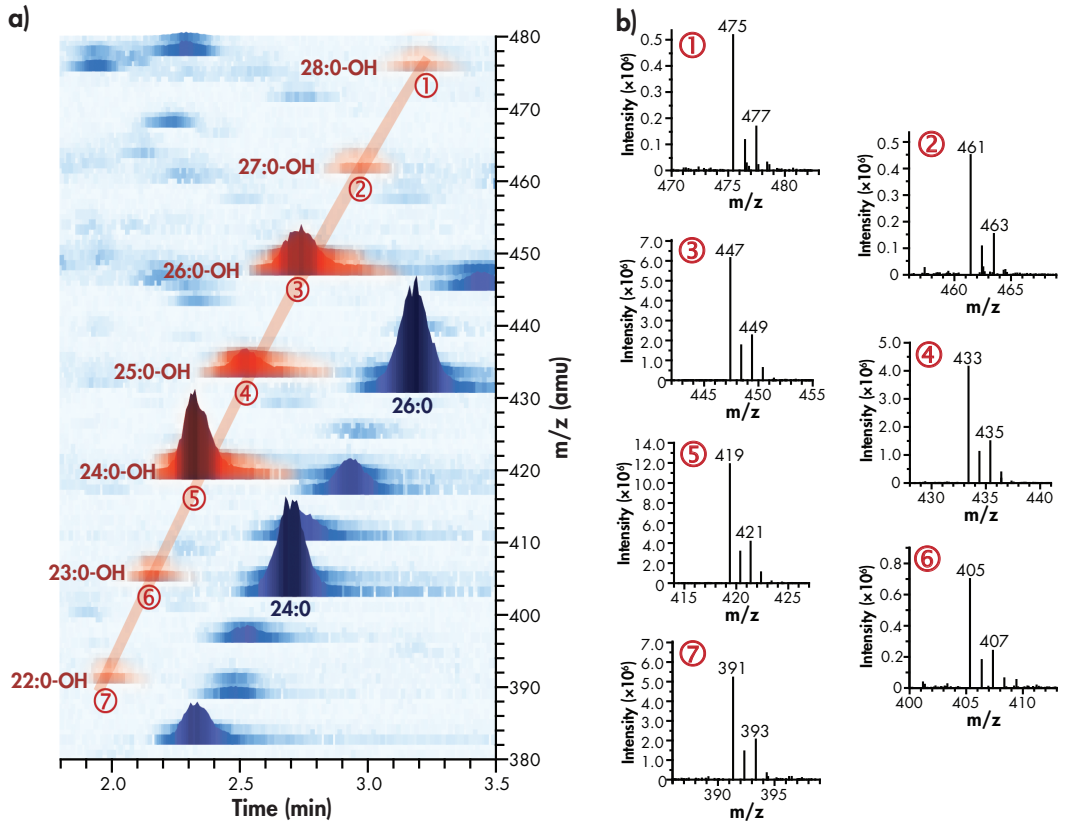 a)
28:0-OH
①
27:0-OH
②
26:0-OH
③
25:0-OH
④
26:0
24:0-OH
⑤
23:0-OH
⑥
24:0
22:0-OH
⑦
480
470
460
450
440
430
420
410
400
390
380
m/z (amu)
2.0 2.5 3.0 3.5
Time (min)
b)
①
Intensity (×10⁶)
0.5
0.4
0.3
0.2
0.1
0
475
477
470 475 480
m/z
②
Intensity (×10⁶)
0.5
0.4
0.3
0.2
0.1
0
461
463
460 465
m/z
③
Intensity (×10⁶)
7.0
6.0
5.0
4.0
3.0
2.0
1.0
0
447
449
445 450 455
m/z
④
Intensity (×10⁶)
5.0
4.0
3.0
2.0
1.0
0
433
435
430 435 440
m/z
⑤
Intensity (×10⁶)
14.0
12.0
10.0
8.0
6.0
4.0
2.0
0
419
421
415 420 425
m/z
⑥
Intensity (×10⁶)
0.8
0.6
0.4
0.2
0
405
407
400 405 410
m/z
⑦
Intensity (×10⁶)
7.0
6.0
5.0
4.0
3.0
2.0
1.0
0
391
393
390 395
m/z